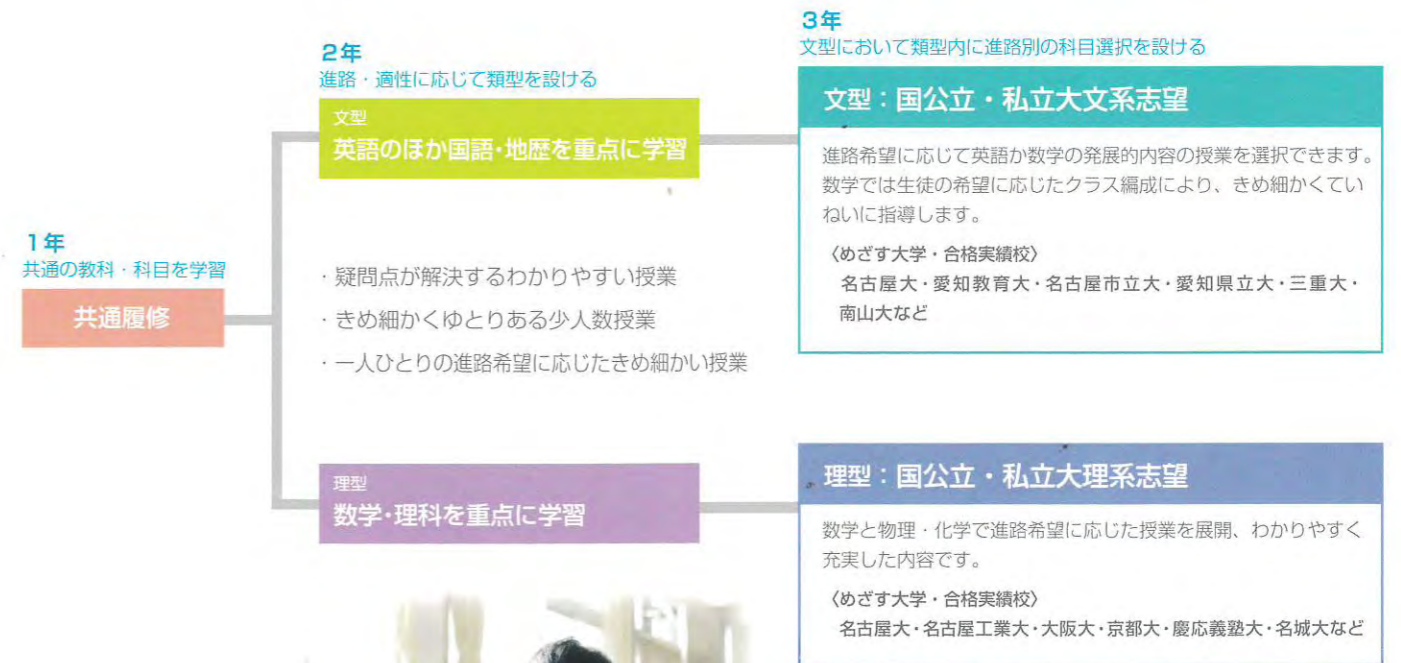 1年
共通の教科・科目を学習
共通履修
2年
進路・適性に応じて類型を設ける
文型
英語のほか国語・地歴を重点に学習
・疑問点が解決するわかりやすい授業
・きめ細かくゆとりある少人数授業
・一人ひとりの進路希望に応じたきめ細かい授業
理型
数学・理科を重点に学習
3年
文型において類型内に進路別の科目選択を設ける
文型：国公立・私立大文系志望
進路希望に応じて英語か数学の発展的内容の授業を選択できます。
数学では生徒の希望に応じたクラス編成により、きめ細かくてい
ねいに指導します。
〈めざす大学・合格実績校〉
名古屋大・愛知教育大・名古屋市立大・愛知県立大・三重大・
南山大など
理型：国公立・私立大理系志望
数学と物理・化学で進路希望に応じた授業を展開、わかりやすく
充実した内容です。
〈めざす大学・合格実績校〉
名古屋大・名古屋工業大・大阪大・京都大・慶応義塾大・名城大など